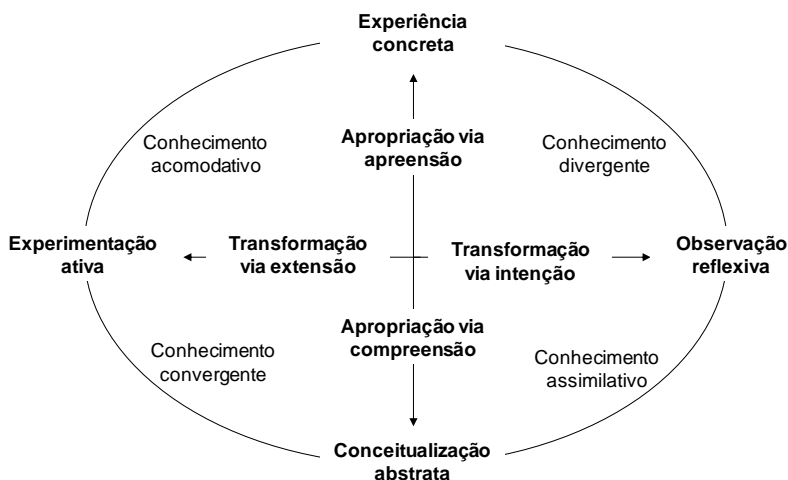 Experiência
concreta
Conhecimento
acomodativo
Apropriação via
apreensão
Conhecimento
divergente
Experimentação
ativa
Transformação
via extensão
Transformação
via intenção
Observação
reflexiva
Apropriação via
compreensão
Conhecimento
convergente
Conhecimento
assimilativo
Conceitualização
abstrata